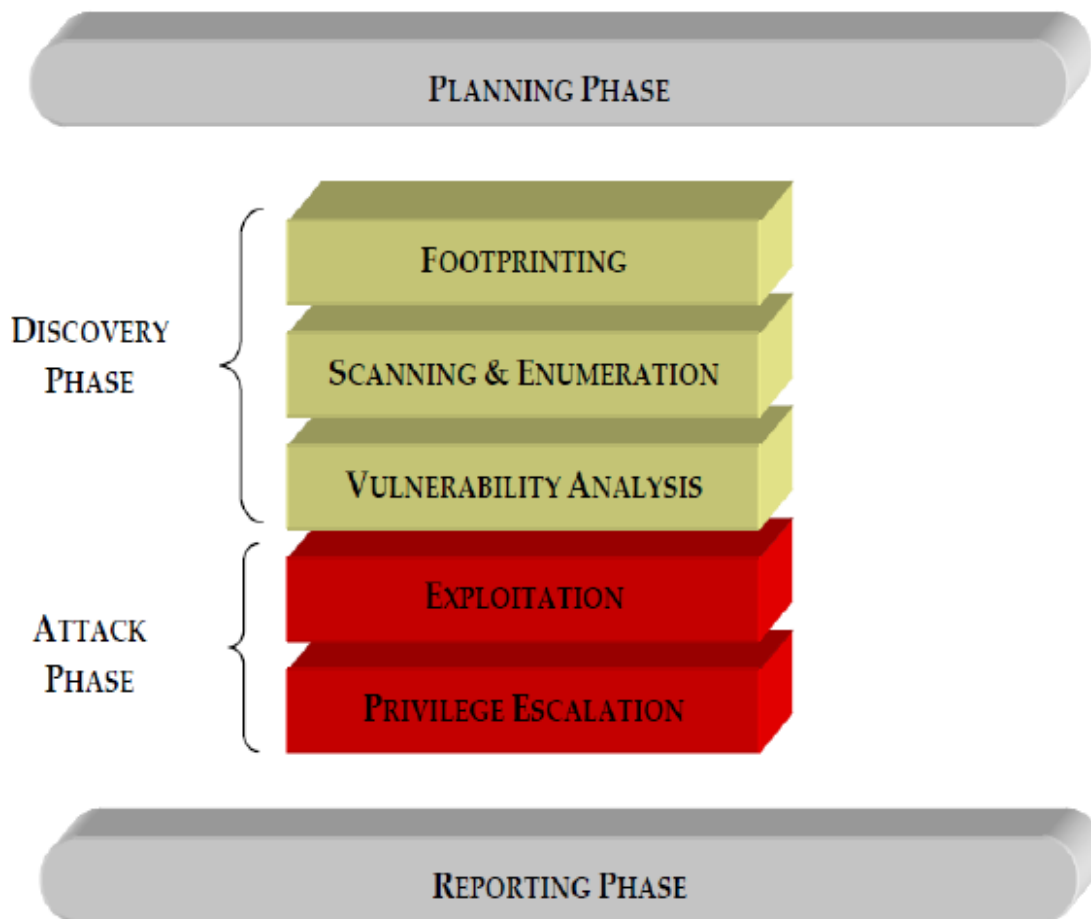 PLANNING PHASE
FOOTPRINTING
DISCOVERY
PHASE
SCANNING & ENUMERATION
VULNERABILITY ANALYSIS
EXPLOITATION
ATTACK
PHASE
PRIVILEGE ESCALATION
REPORTING PHASE